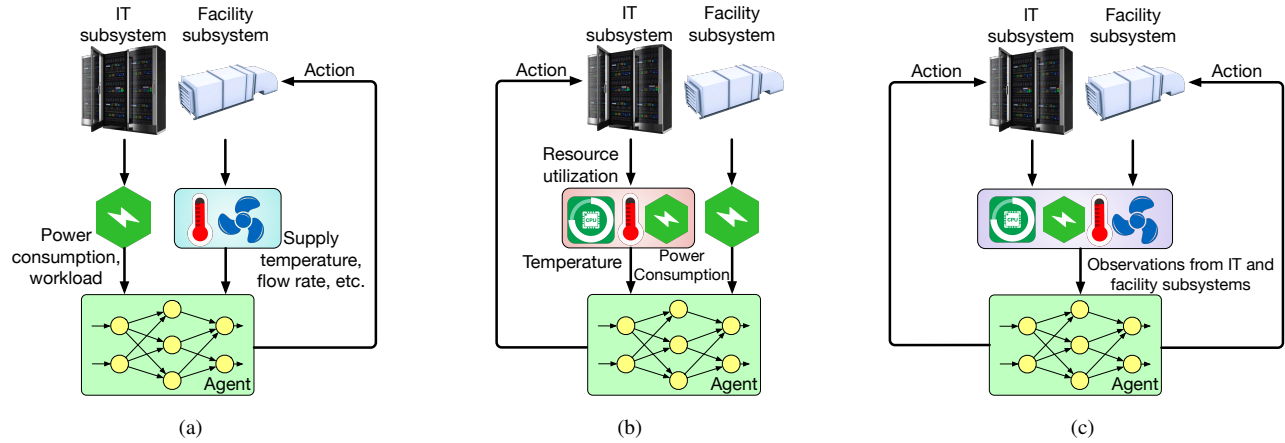 IT
subsystem
Facility
subsystem
Action
Power
consumption,
workload
Supply
temperature,
flow rate, etc.
Agent
(a)
IT
subsystem
Facility
subsystem
Action
Resource
utilization
CPU
Temperature
Power
Consumption
Agent
(b)
IT
subsystem
Facility
subsystem
Action
Action
CPU
Observations from IT and
facility subsystems
Agent
(c)